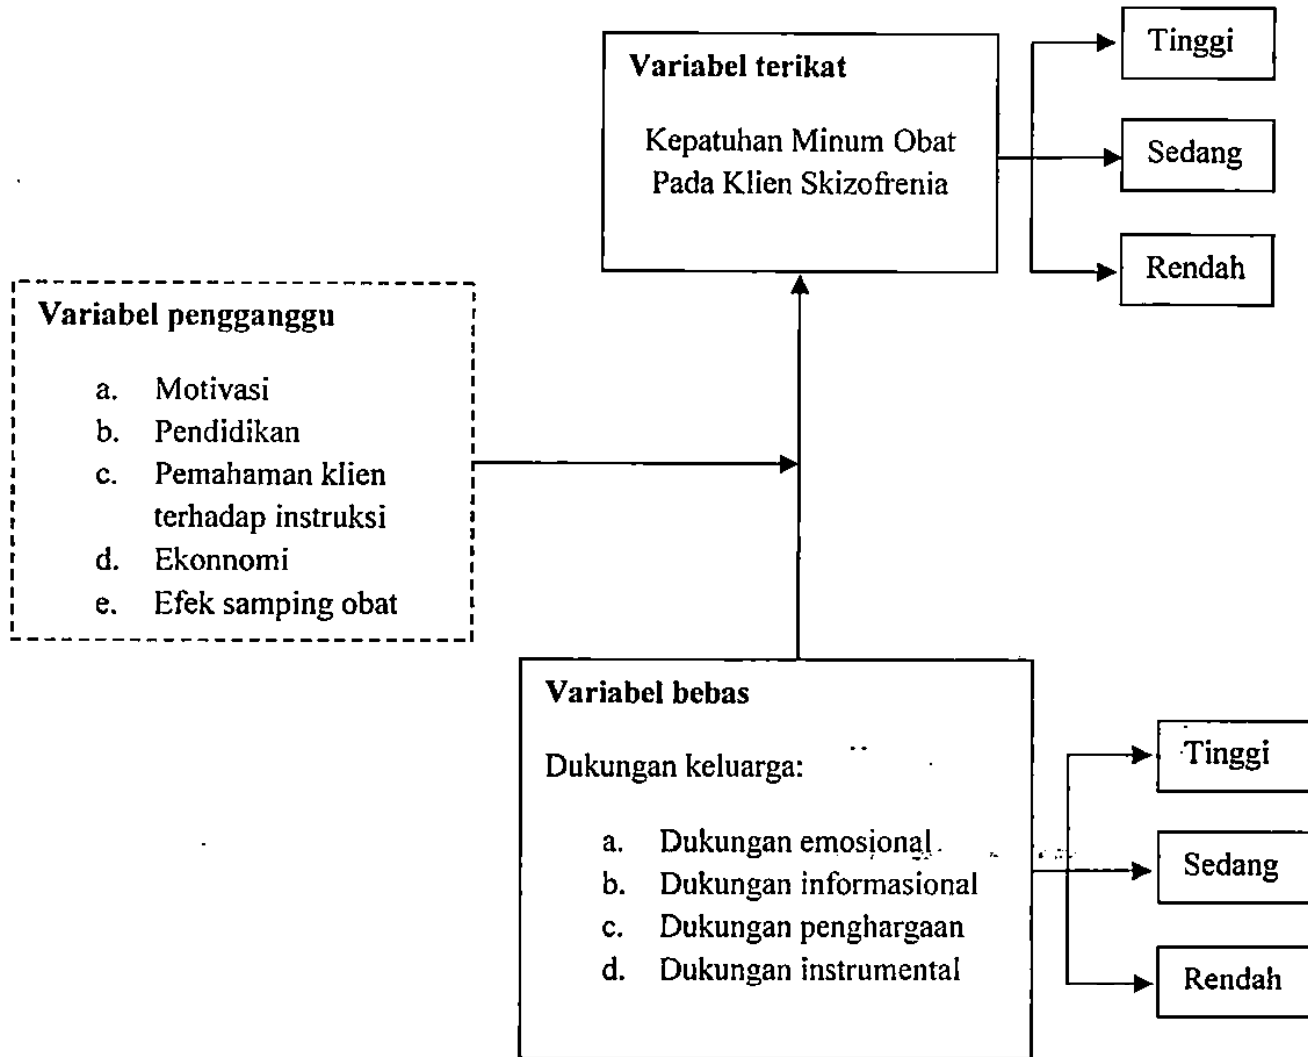 Variabel terikat
Kepatuhan Minum Obat
Pada Klien Skizofrenia
Tinggi
Sedang
Rendah
Variabel pengganggu
a. Motivasi
b. Pendidikan
c. Pemahaman klien
terhadap instruksi
d. Ekonnomi
e. Efek samping obat
Variabel bebas
Dukungan keluarga:
a. Dukungan emosional
b. Dukungan informasional
c. Dukungan penghargaan
d. Dukungan instrumental
Tinggi
Sedang
Rendah